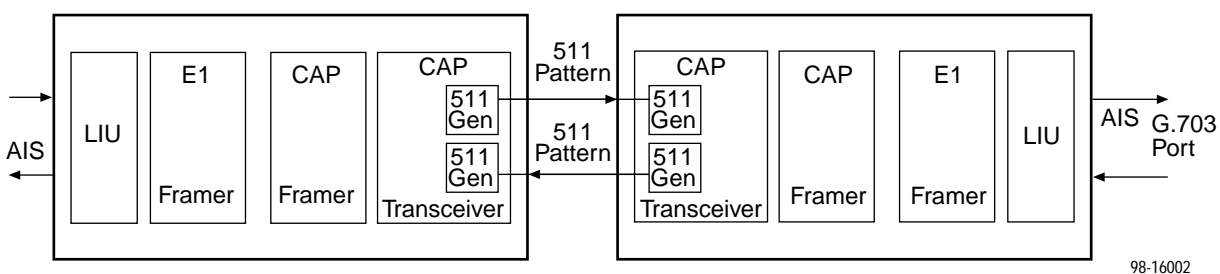 AIS
LIU
E1
Framer
CAP
Framer
CAP
511
Gen
511
Gen
Transceiver
511
Pattern
511
Pattern
CAP
511
Gen
511
Gen
Transceiver
CAP
Framer
E1
Framer
LIU
AIS
G.703
Port
98-16002